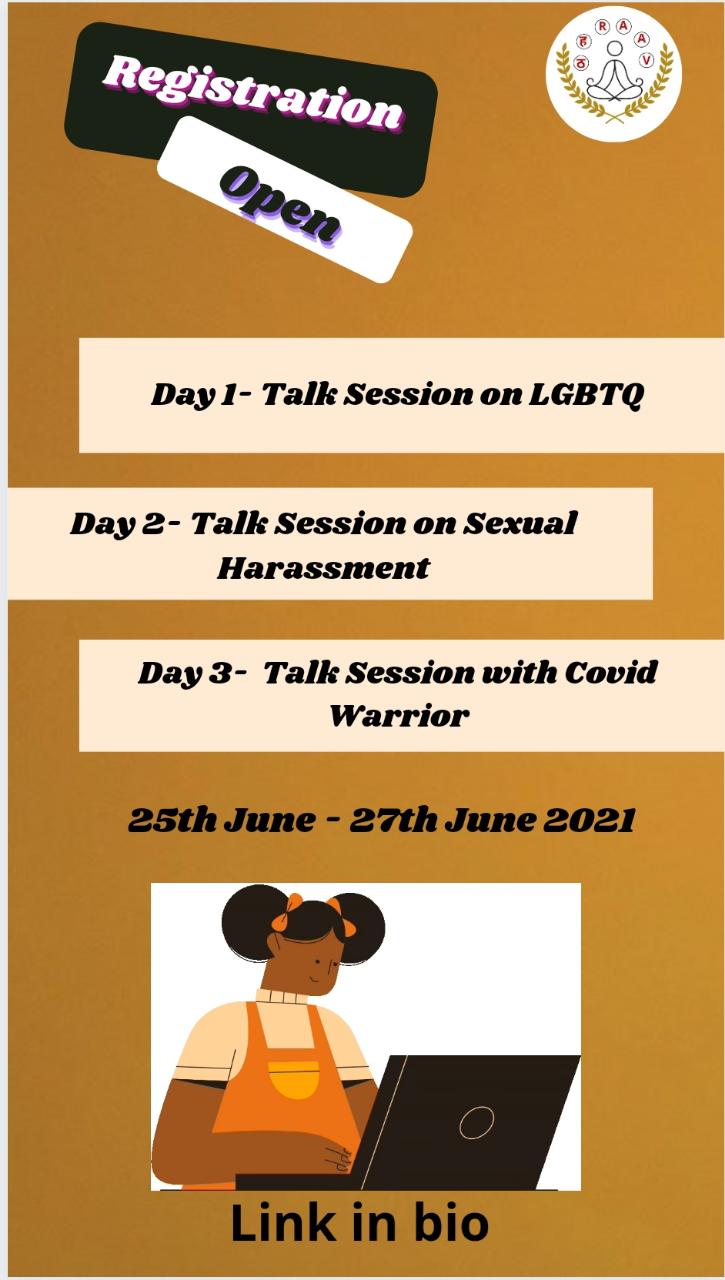 Registration
Open
ठ ह R A A V
Day 1- Talk Session on LGBTQ
Day 2- Talk Session on Sexual
Harassment
Day 3- Talk Session with Covid
Warrior
25th June - 27th June 2021
Link in bio